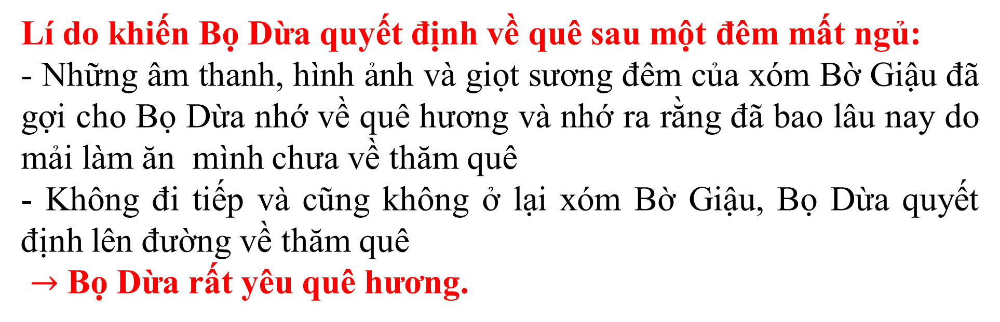 Lí do khiến Bọ Dừa quyết định về quê sau một đêm mất ngủ:
- Những âm thanh, hình ảnh và giọt sương đêm của xóm Bờ Giậu đã
gợi cho Bọ Dừa nhớ về quê hương và nhớ ra rằng đã bao lâu nay do
mải làm ăn  mình chưa về thăm quê
- Không đi tiếp và cũng không ở lại xóm Bờ Giậu, Bọ Dừa quyết
định lên đường về thăm quê
→ Bọ Dừa rất yêu quê hương.